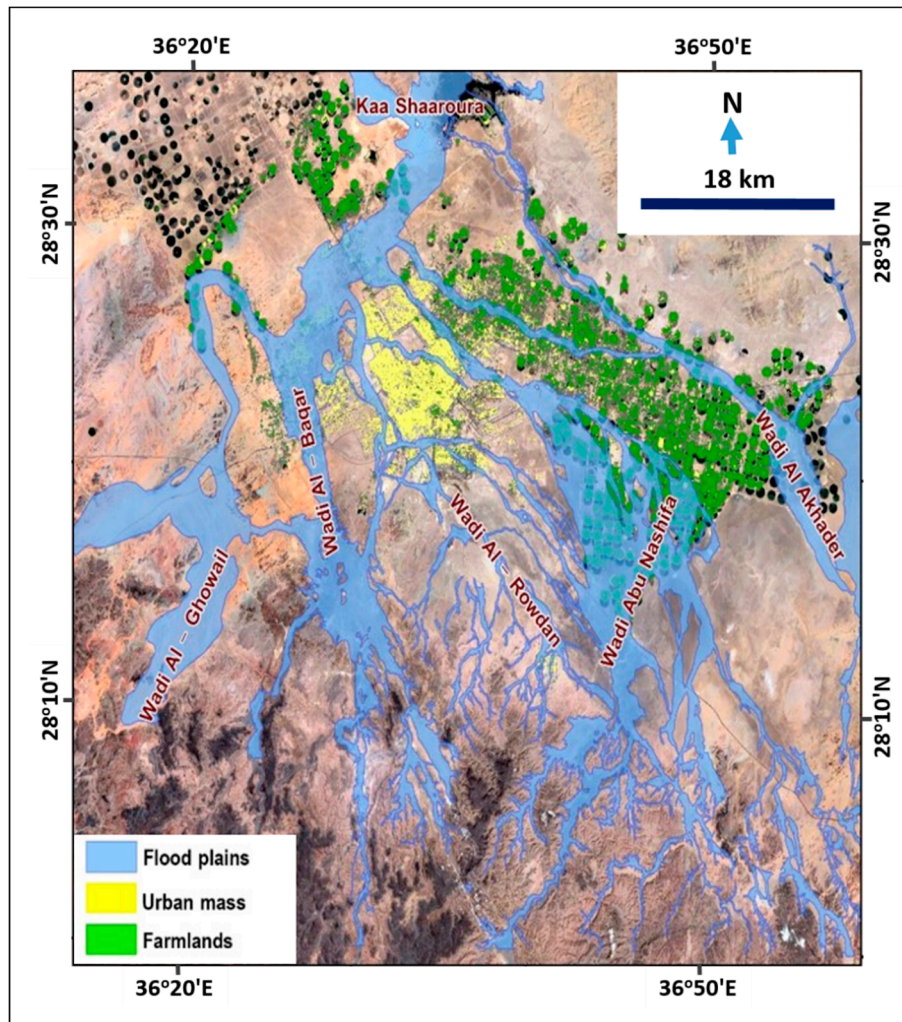 36°20'E
36°50'E
Kaa Shaaroura
N
18 km
28°30'N
28°30'N
Wadi Al – Baqar
Wadi Al Akhader
Wadi Al – Rowdan
Wadi Abu Nashifa
Wadi Al – Ghowail
28°10'N
28°10'N
Flood plains
Urban mass
Farmlands
36°20'E
36°50'E